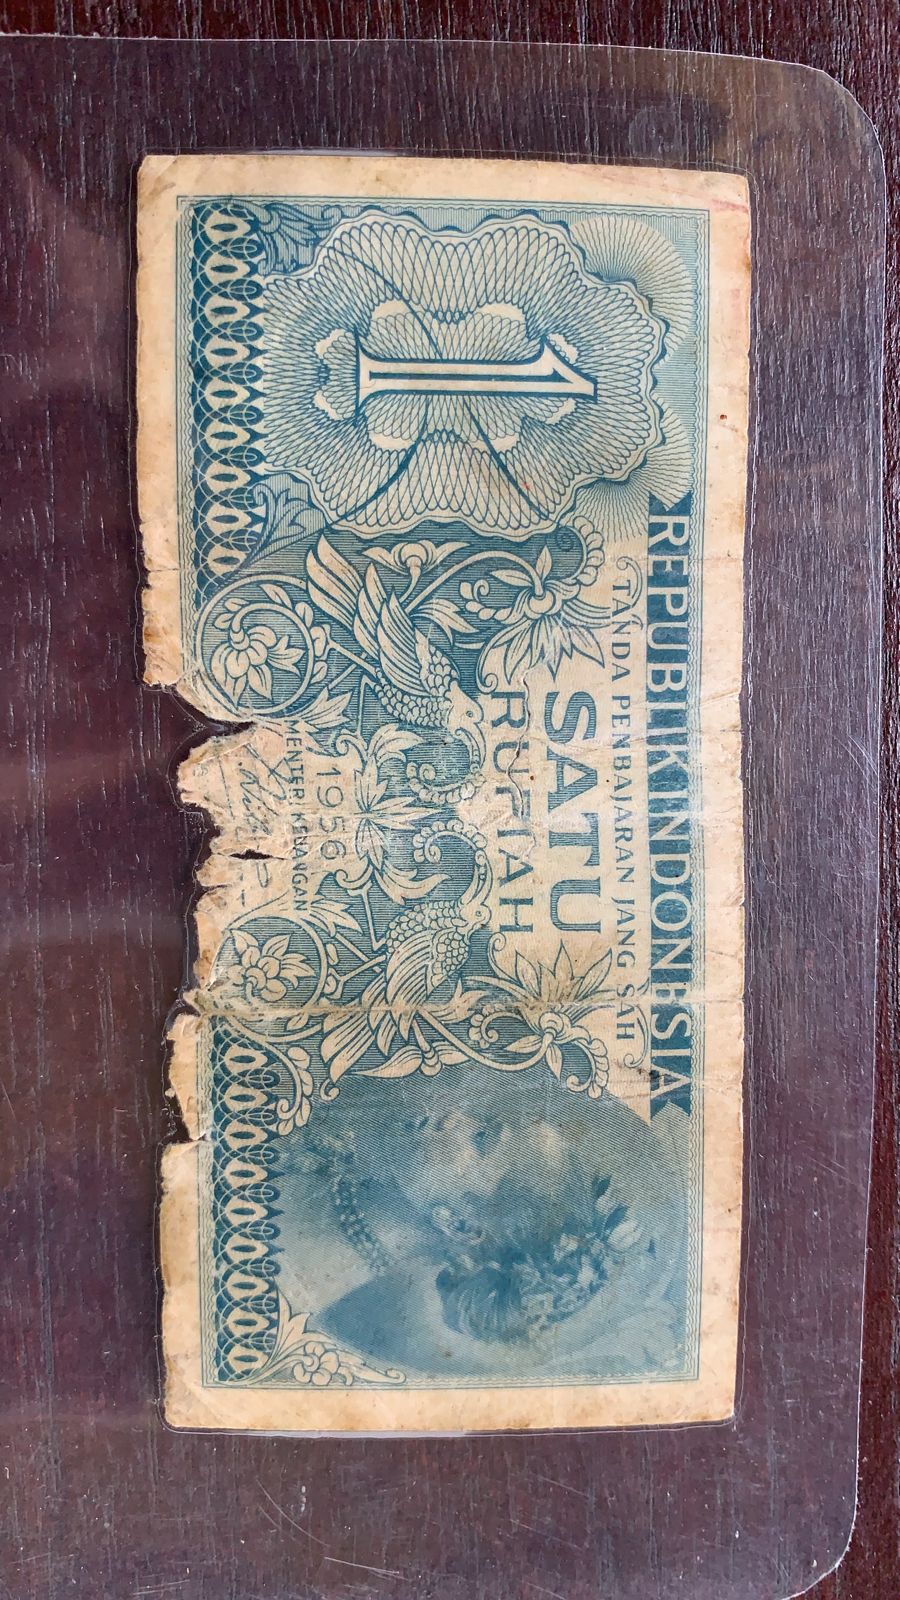 REPUBLIK INDONESIA
TANDA PEMBAJARAN JANG SAH
SATU
RUPIAH
1
1956
MENTERI KEUANGAN